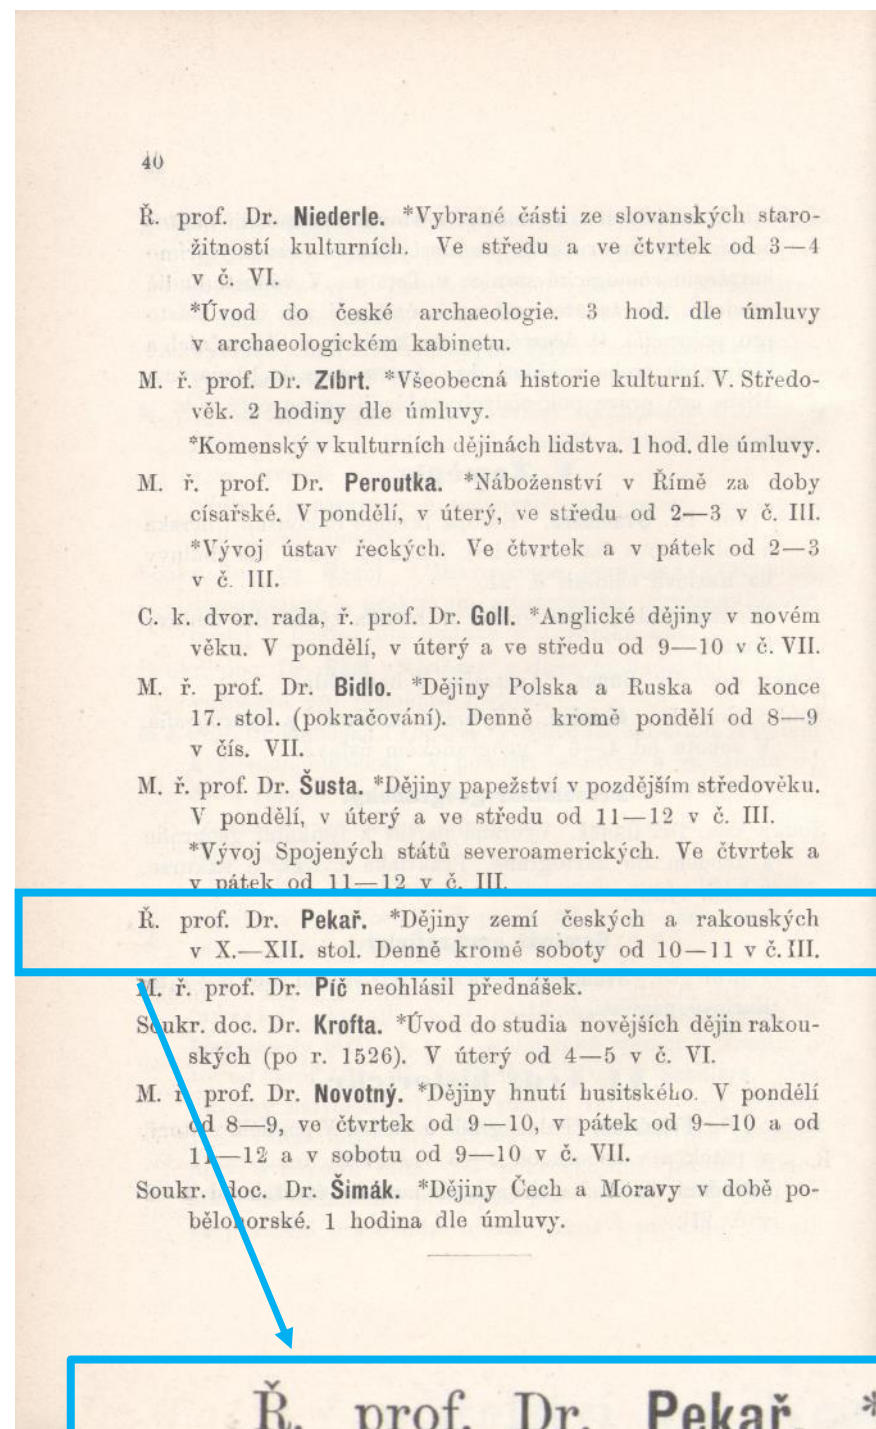 40
Ř. prof. Dr. Niederle. *Vybrané části ze slovanských staro-
žitností kulturních. Ve středu a ve čtvrtek od 3—4
v č. VI.
*Úvod do české archaeologie. 3 hod. dle úmluvy
v archaeologickém kabinetu.
M. ř. prof. Dr. Zíbrt. *Všeobecná historie kulturní. V. Středo-
věk. 2 hodiny dle úmluvy.
*Komenský v kulturních dějinách lidstva. 1 hod. dle úmluvy.
M. ř. prof. Dr. Peroutka. *Náboženství v Římě za doby
císařské. V pondělí, v úterý, ve středu od 2—3 v č. III.
*Vývoj ústav řeckých. Ve čtvrtek a v pátek od 2—3
v č. III.
C. k. dvor. rada, ř. prof. Dr. Goll. *Anglické dějiny v novém
věku. V pondělí, v úterý a ve středu od 9—10 v č. VII.
M. ř. prof. Dr. Bidlo. *Dějiny Polska a Ruska od konce
17. stol. (pokračování). Denně kromě pondělí od 8—9
v čís. VII.
M. ř. prof. Dr. Šusta. *Dějiny papežství v pozdějším středověku.
V pondělí, v úterý a ve středu od 11—12 v č. III.
*Vývoj Spojených států severoamerických. Ve čtvrtek a
v pátek od 11—12 v č. III.
Ř. prof. Dr. Pekař. *Dějiny zemí českých a rakouských
v X.—XII. stol. Denně kromě soboty od 10—11 v č. III.
M. ř. prof. Dr. Píč neohlásil přednášek.
Soukr. doc. Dr. Krofta. *Úvod do studia novějších dějin rakou-
ských (po r. 1526). V úterý od 4—5 v č. VI.
M. ř. prof. Dr. Novotný. *Dějiny hnutí husitského. V pondělí
od 8—9, ve čtvrtek od 9—10, v pátek od 9—10 a od
11—12 a v sobotu od 9—10 v č. VII.
Soukr. doc. Dr. Šimák. *Dějiny Čech a Moravy v době po-
bělohorské. 1 hodina dle úmluvy.
Ř. prof. Dr. Pekař. *